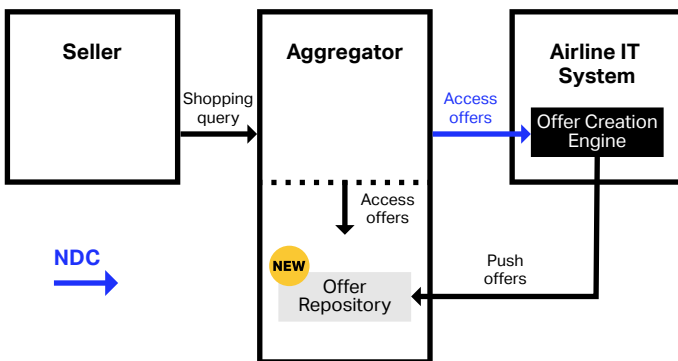 Seller
Aggregator
Airline IT
System
Shopping
query
Access
offers
Offer Creation
Engine
Access
offers
NDC
NEW
Offer
Repository
Push
offers